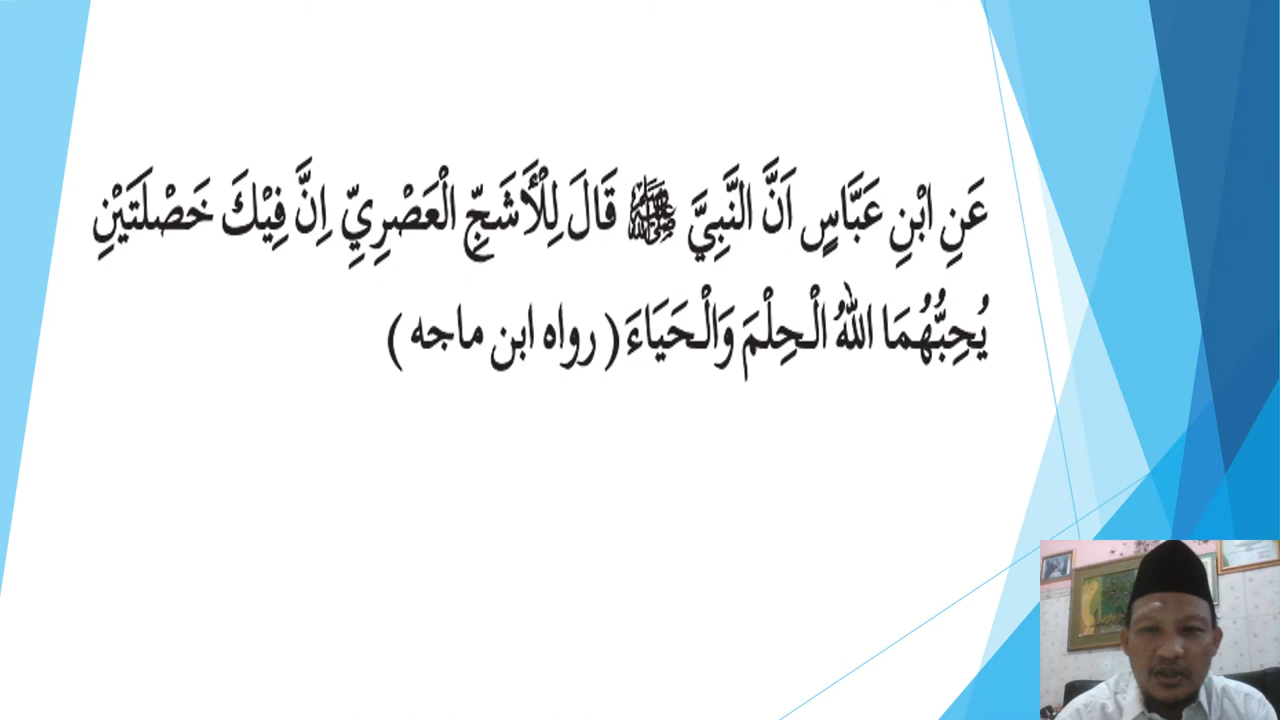 عَنِ ابْنِ عَبَّاسٍ اَنَّ النَّبِيَّ ﷺ قَالَ لِلْأَشَجِّ الْعَصْرِيِّ اِنَّ فِيْكَ خَصْلَتَيْنِ
يُحِبُّهُمَا اللهُ الْحِلْمَ وَالْحَيَاءَ ( رواه ابن ماجه )